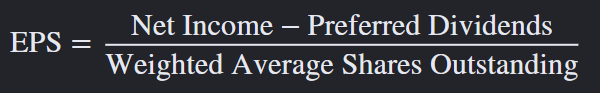 EPS = Net Income − Preferred Dividends
Weighted Average Shares Outstanding